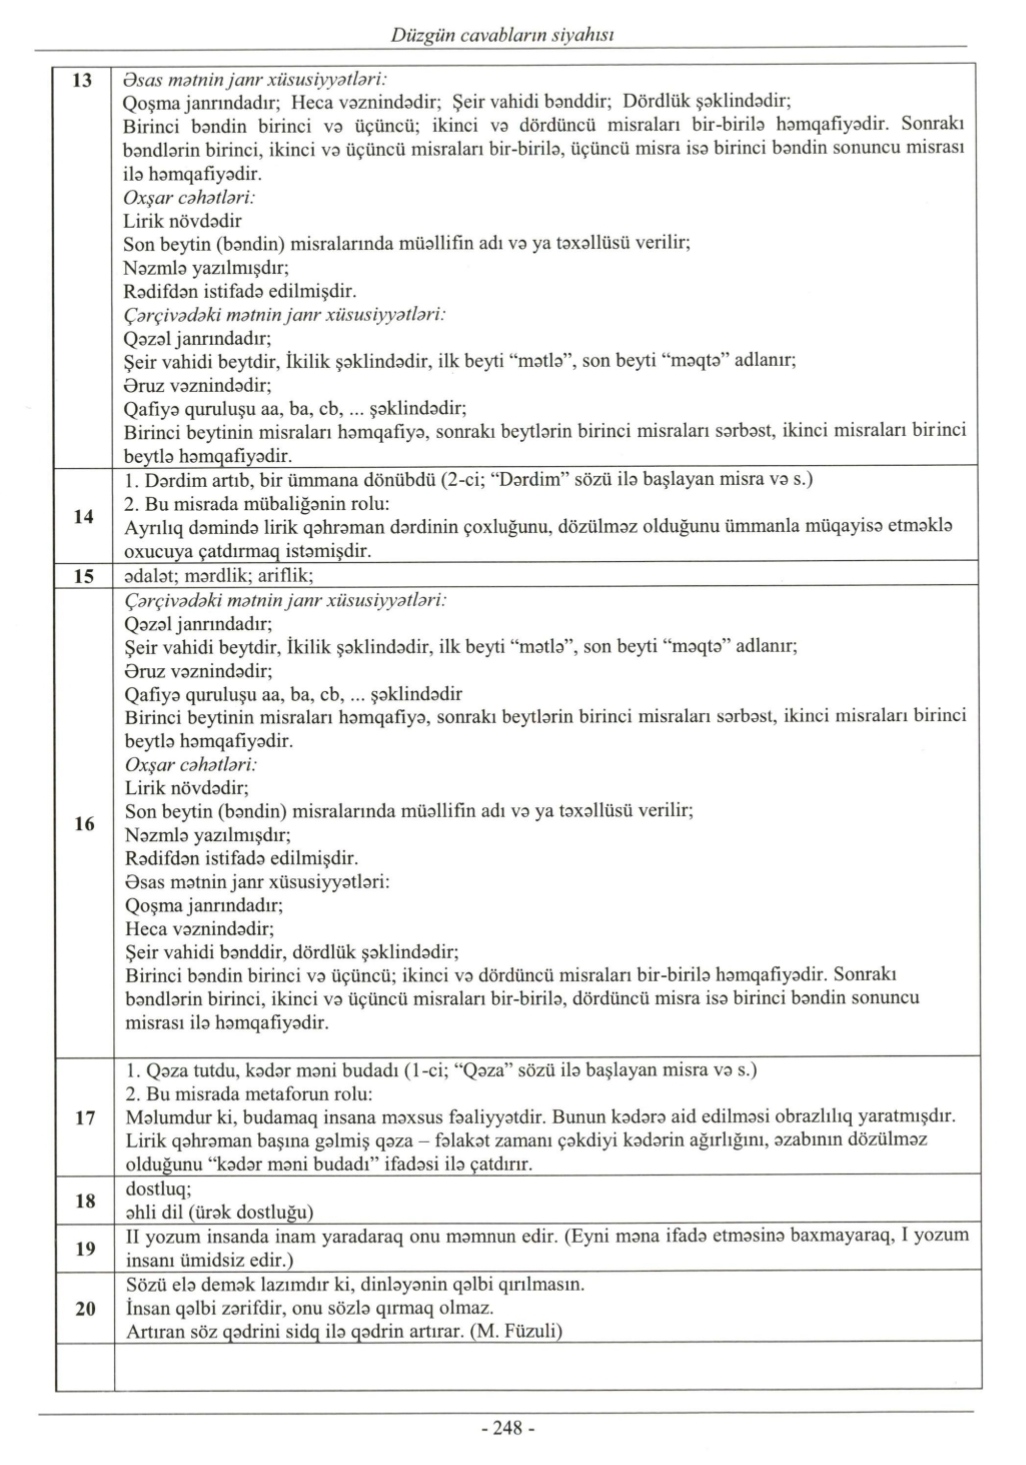 Düzgün cavabların siyahısı
13
Əsas mətnin janr xüsusiyyətləri:
Qoşma janrındadır; Heca vəznindədir; Şeir vahidi bənddir; Dördlük şəklindədir;
Birinci bəndin birinci və üçüncü; ikinci və dördüncü misraları bir-birilə həmqafiyədir. Sonrakı
bəndlərin birinci, ikinci və üçüncü misraları bir-birilə, üçüncü misra isə birinci bəndin sonuncu misrası
ilə həmqafiyədir.
Oxşar cəhətləri:
Lirik növdədir
Son beytin (bəndin) misralarında müəllifin adı və ya təxəllüsü verilir;
Nəzmlə yazılmışdır;
Rədifdən istifadə edilmişdir.
Çərçivədəki mətnin janr xüsusiyyətləri:
Qəzəl janrındadır;
Şeir vahidi beytdir, İkilik şəklindədir, ilk beyti “mətlə”, son beyti “məqtə” adlanır;
Əruz vəznindədir;
Qafiyə quruluşu aa, ba, cb, ... şəklindədir;
Birinci beytinin misraları həmqafiyə, sonrakı beytlərin birinci misraları sərbəst, ikinci misraları birinci
beytlə həmqafiyədir.
14
1. Dərdim artıb, bir ümmana dönübdü (2-ci; “Dərdim” sözü ilə başlayan misra və s.)
2. Bu misrada mübaliğənin rolu:
Ayrılıq dəmində lirik qəhrəman dərdinin çoxluğunu, dözülməz olduğunu ümmanla müqayisə etməklə
oxucuya çatdırmaq istəmişdir.
15
ədalət; mərdlik; ariflik;
16
Çərçivədəki mətnin janr xüsusiyyətləri:
Qəzəl janrındadır;
Şeir vahidi beytdir, İkilik şəklindədir, ilk beyti “mətlə”, son beyti “məqtə” adlanır;
Əruz vəznindədir;
Qafiyə quruluşu aa, ba, cb, ... şəklindədir
Birinci beytinin misraları həmqafiyə, sonrakı beytlərin birinci misraları sərbəst, ikinci misraları birinci
beytlə həmqafiyədir.
Oxşar cəhətləri:
Lirik növdədir;
Son beytin (bəndin) misralarında müəllifin adı və ya təxəllüsü verilir;
Nəzmlə yazılmışdır;
Rədifdən istifadə edilmişdir.
Əsas mətnin janr xüsusiyyətləri:
Qoşma janrındadır;
Heca vəznindədir;
Şeir vahidi bənddir, dördlük şəklindədir;
Birinci bəndin birinci və üçüncü; ikinci və dördüncü misraları bir-birilə həmqafiyədir. Sonrakı
bəndlərin birinci, ikinci və üçüncü misraları bir-birilə, dördüncü misra isə birinci bəndin sonuncu
misrası ilə həmqafiyədir.
17
1. Qəza tutdu, kədər məni budadı (1-ci; “Qəza” sözü ilə başlayan misra və s.)
2. Bu misrada metaforun rolu:
Məlumdur ki, budamaq insana məxsus fəaliyyətdir. Bunun kədərə aid edilməsi obrazlılıq yaratmışdır.
Lirik qəhrəman başına gəlmiş qəza – fəlakət zamanı çəkdiyi kədərin ağırlığını, əzabının dözülməz
olduğunu “kədər məni budadı” ifadəsi ilə çatdırır.
18
dostluq;
əhli dil (ürək dostluğu)
19
II yozum insanda inam yaradaraq onu məmnun edir. (Eyni məna ifadə etməsinə baxmayaraq, I yozum
insanı ümidsiz edir.)
20
Sözü elə demək lazımdır ki, dinləyənin qəlbi qırılmasın.
İnsan qəlbi zərifdir, onu sözlə qırmaq olmaz.
Artıran söz qədrini sidq ilə qədrin artırar. (M. Füzuli)
- 248 -